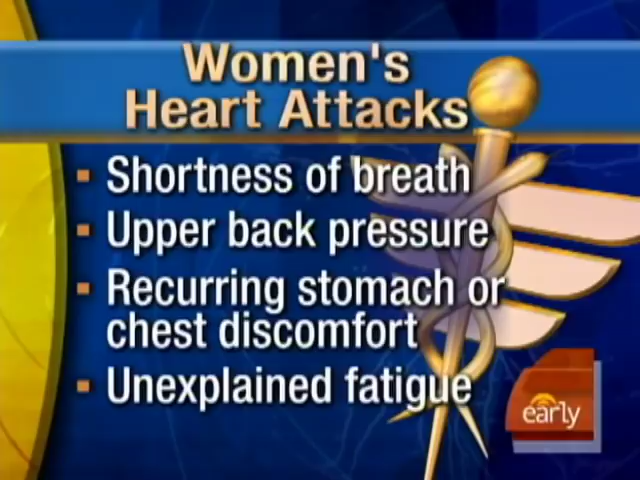 Women's
Heart Attacks
▪ Shortness of breath
▪ Upper back pressure
▪ Recurring stomach or
chest discomfort
▪ Unexplained fatigue
early